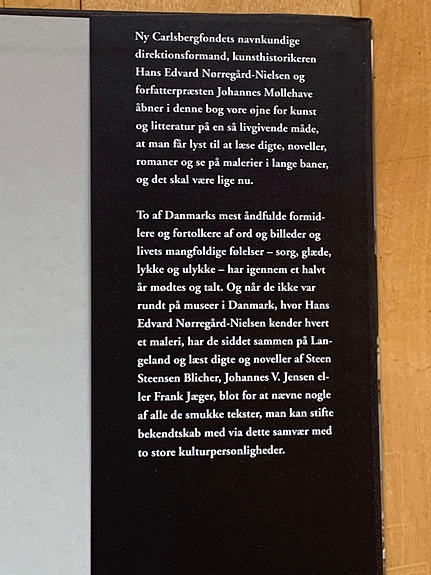 Ny Carlsbergfondets navnkundige
direktionsformand, kunsthistorikeren
Hans Edvard Nørregård-Nielsen og
forfatterpræsten Johannes Møllehave
åbner i denne bog vore øjne for kunst
og litteratur på en så livgivende måde,
at man får lyst til at læse digte, noveller,
romaner og se på malerier i lange baner,
og det skal være lige nu.
To af Danmarks mest åndfulde formid-
lere og fortolkere af ord og billeder og
livets mangfoldige følelser – sorg, glæde,
lykke og ulykke – har igennem et halvt
år mødtes og talt. Og når de ikke var
rundt på museer i Danmark, hvor Hans
Edvard Nørregård-Nielsen kender hvert
et maleri, har de siddet sammen på Lan-
geland og læst digte og noveller af Steen
Steensen Blicher, Johannes V. Jensen el-
ler Frank Jæger, blot for at nævne nogle
af alle de smukke tekster, man kan stifte
bekendtskab med via dette samvær med
to store kulturpersonligheder.